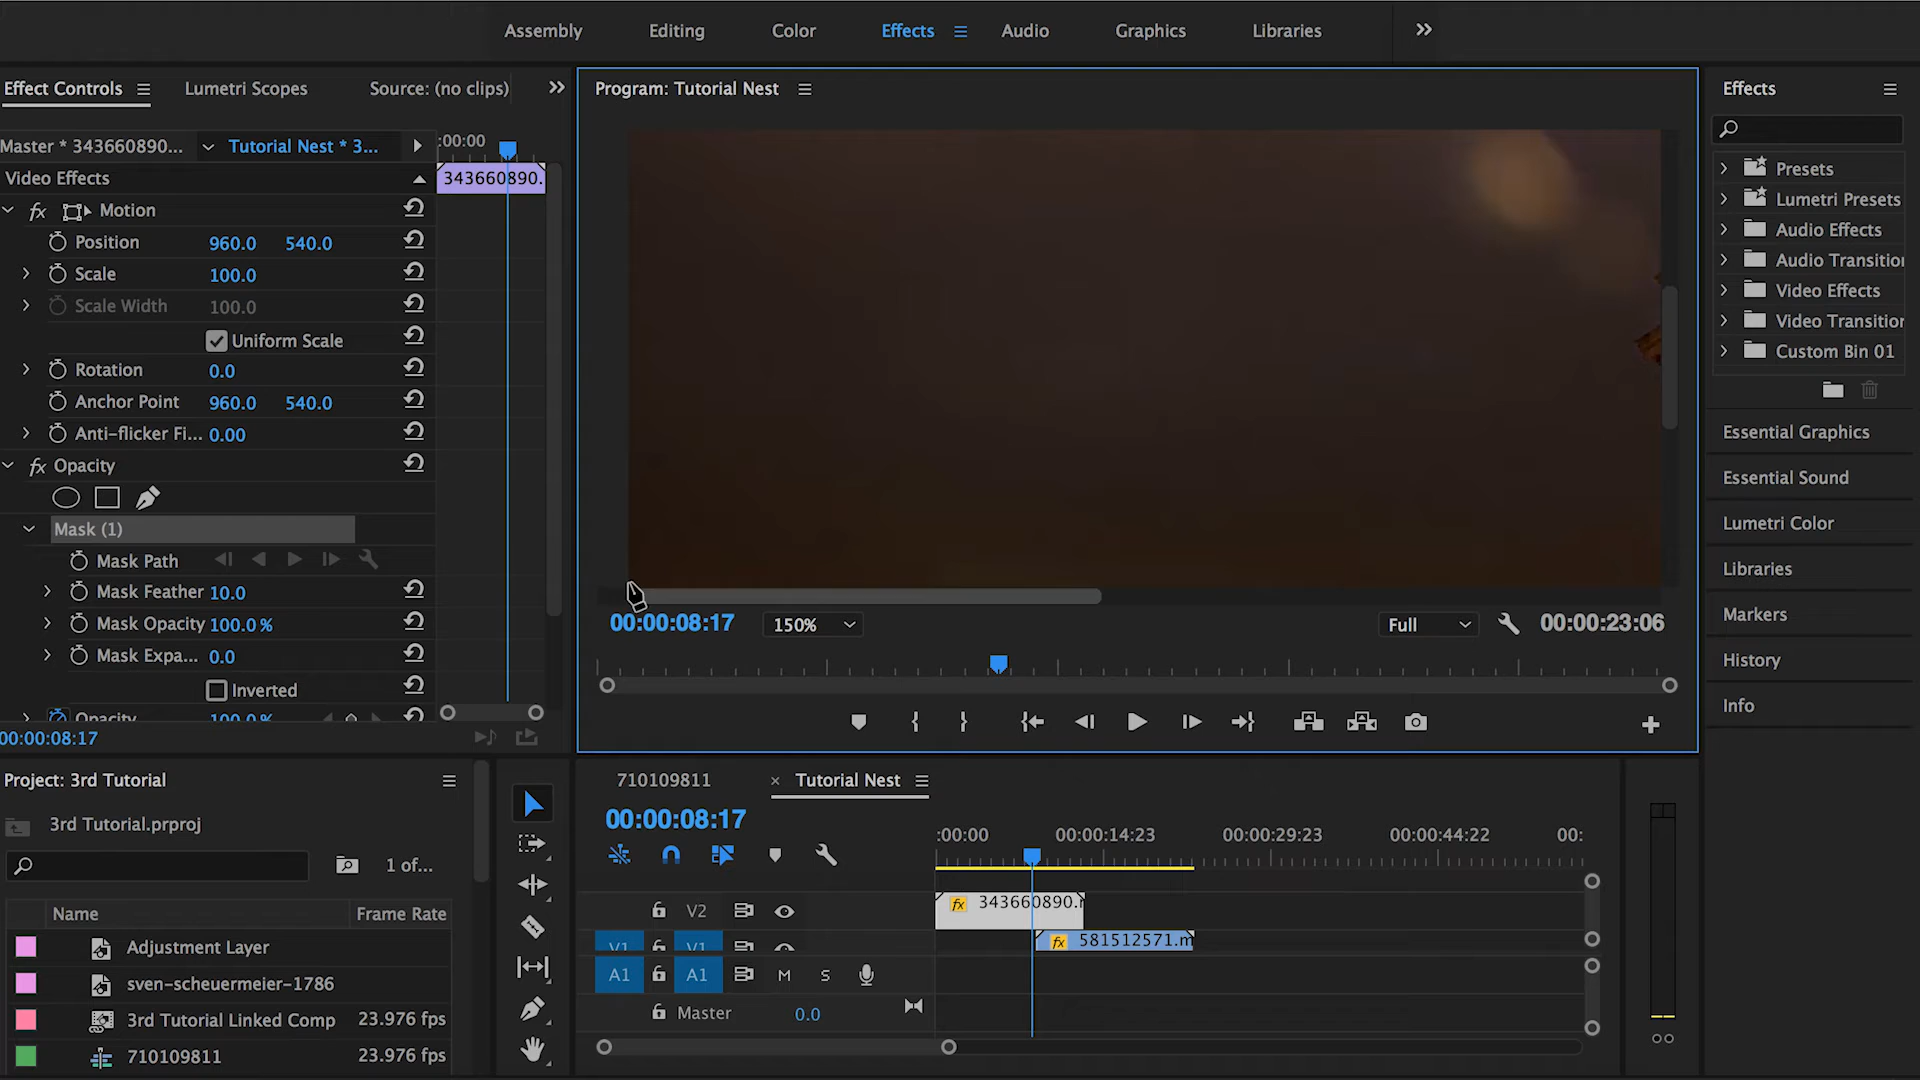 Assembly Editing Color Effects Audio Graphics Libraries
Effect Controls Lumetri Scopes Source: (no clips)
Master * 343660890... Tutorial Nest * 3... :00:00
Video Effects 343660890.
fx Motion
Position 960.0 540.0
Scale 100.0
Scale Width 100.0
Uniform Scale
Rotation 0.0
Anchor Point 960.0 540.0
Anti-flicker Fi... 0.00
fx Opacity
Mask (1)
Mask Path
Mask Feather 10.0
Mask Opacity 100.0 %
Mask Expa... 0.0
Inverted
Opacity 100.0 %
00:00:08:17
Program: Tutorial Nest
00:00:08:17 150% Full 00:00:23:06
Effects
Presets
Lumetri Presets
Audio Effects
Audio Transition
Video Effects
Video Transition
Custom Bin 01
Essential Graphics
Essential Sound
Lumetri Color
Libraries
Markers
History
Info
Project: 3rd Tutorial
3rd Tutorial.prproj
1 of...
Name Frame Rate
Adjustment Layer
sven-scheuermeier-1786
3rd Tutorial Linked Comp 23.976 fps
710109811 23.976 fps
710109811 × Tutorial Nest
00:00:08:17
:00:00 00:00:14:23 00:00:29:23 00:00:44:22 00:
V2 fx 343660890.
V1 V1 fx 581512571.m
A1 A1 M S
Master 0.0